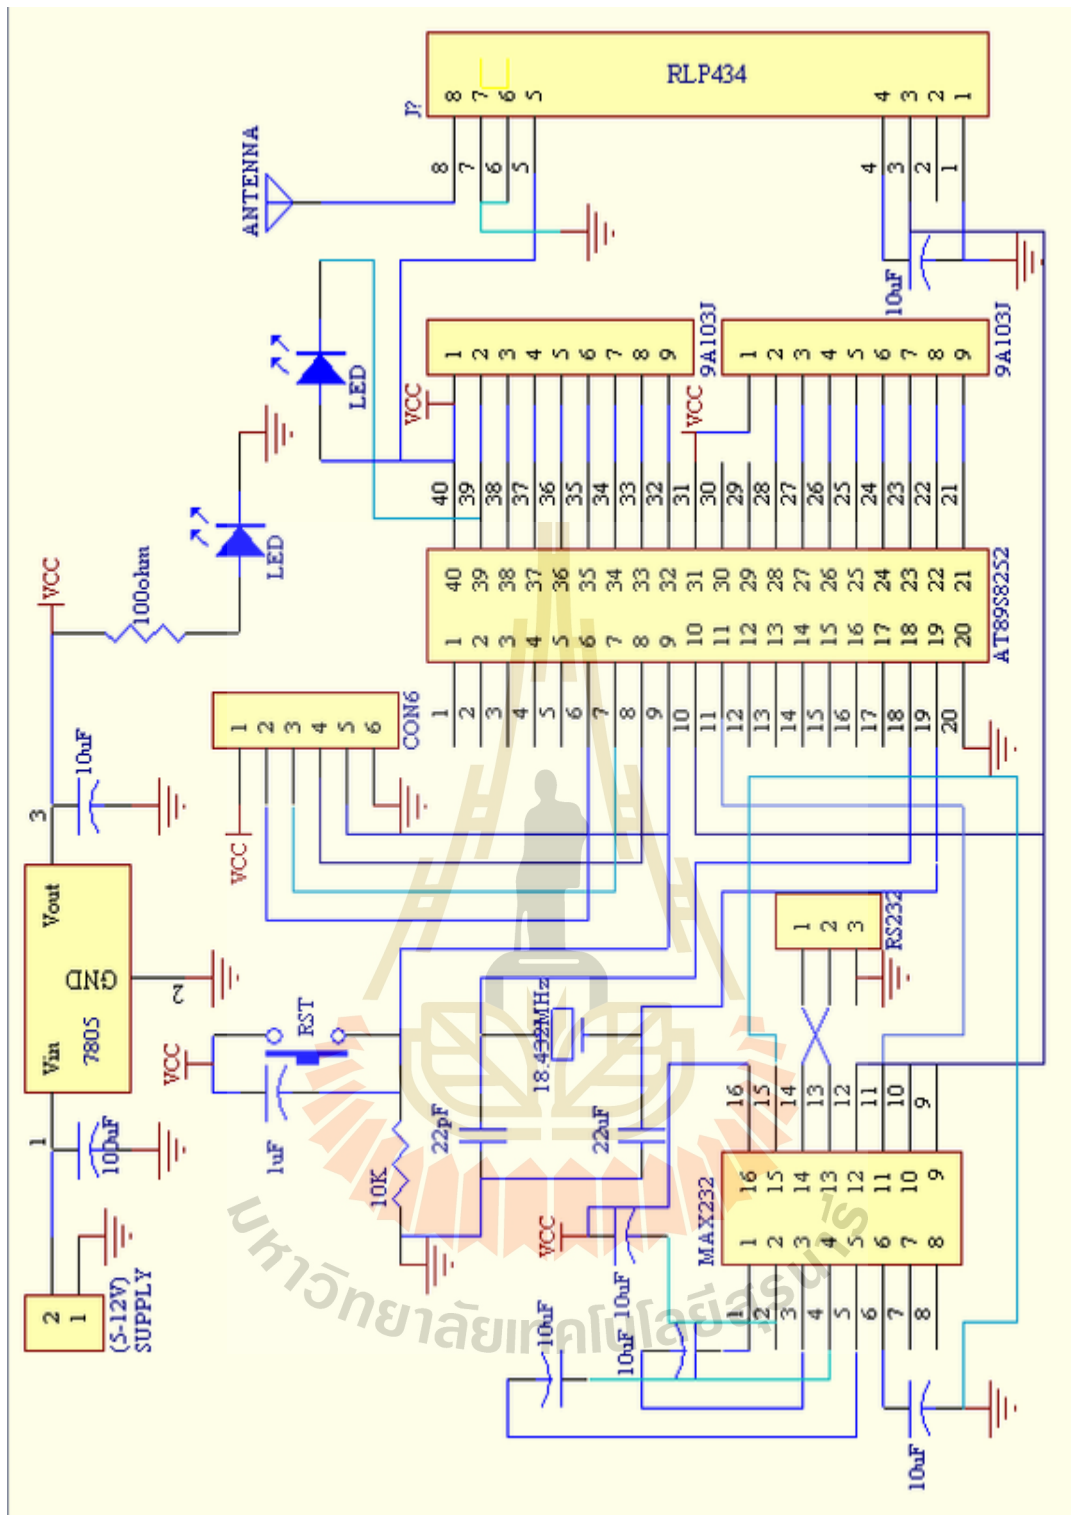 RLP434
J?
8 7 6 5 4 3 2 1
8 7 6 5 4 3 2 1
ANTENNA
10uF
LED
VCC
9A103J
1 2 3 4 5 6 7 8 9
VCC
9A103J
1 2 3 4 5 6 7 8 9
LED
100ohm
VCC
40 39 38 37 36 35 34 33 32 31 30 29 28 27 26 25 24 23 22 21
40 39 38 37 36 35 34 33 32 31 30 29 28 27 26 25 24 23 22 21
1 2 3 4 5 6 7 8 9 10 11 12 13 14 15 16 17 18 19 20
AT89S8252
1 2 3 4 5 6 7 8 9 10 11 12 13 14 15 16 17 18 19 20
CON6
1 2 3 4 5 6
VCC
10uF
3
Vout
GND
2
7805
Vin
1
100uF
(5-12V)
SUPPLY
2
1
VCC
RST
1uF
10K
18.432MHz
22pF
22uF
RS232
1 2 3
16 15 14 13 12 11 10 9
16 15 14 13 12 11 10 9
MAX232
1 2 3 4 5 6 7 8
1 2 3 4 5 6 7 8
VCC
10uF
10uF
10uF
10uF
มหาวิทยาลัยเทคโนโลยีสุรนารี